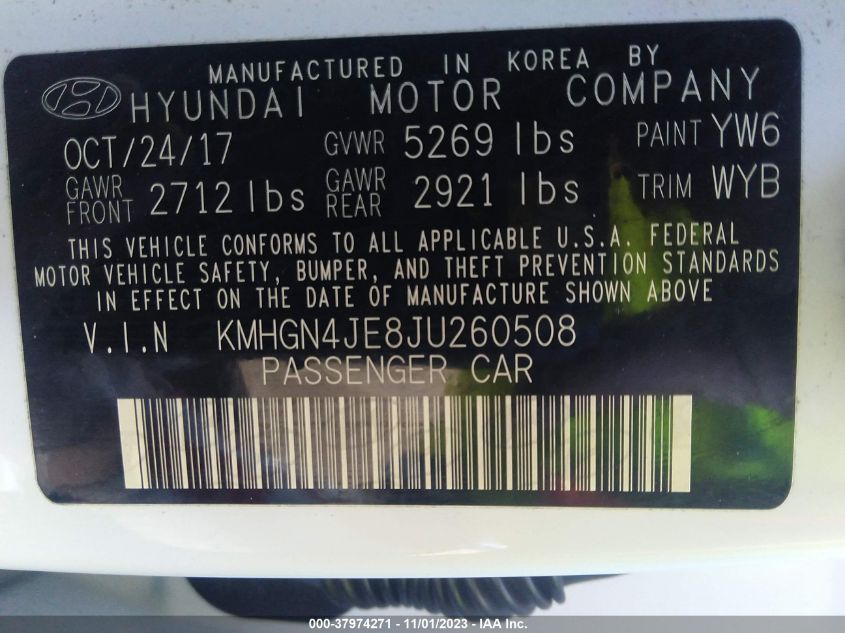 MANUFACTURED IN KOREA BY
HYUNDAI MOTOR COMPANY
OCT/24/17 GVWR 5269 lbs PAINT YW6
GAWR FRONT 2712 lbs GAWR REAR 2921 lbs TRIM WYB
THIS VEHICLE CONFORMS TO ALL APPLICABLE U.S.A. FEDERAL
MOTOR VEHICLE SAFETY, BUMPER, AND THEFT PREVENTION STANDARDS
IN EFFECT ON THE DATE OF MANUFACTURE SHOWN ABOVE
V.I.N KMHGN4JE8JU260508
PASSENGER CAR
000-37974271 - 11/01/2023 - IAA Inc.